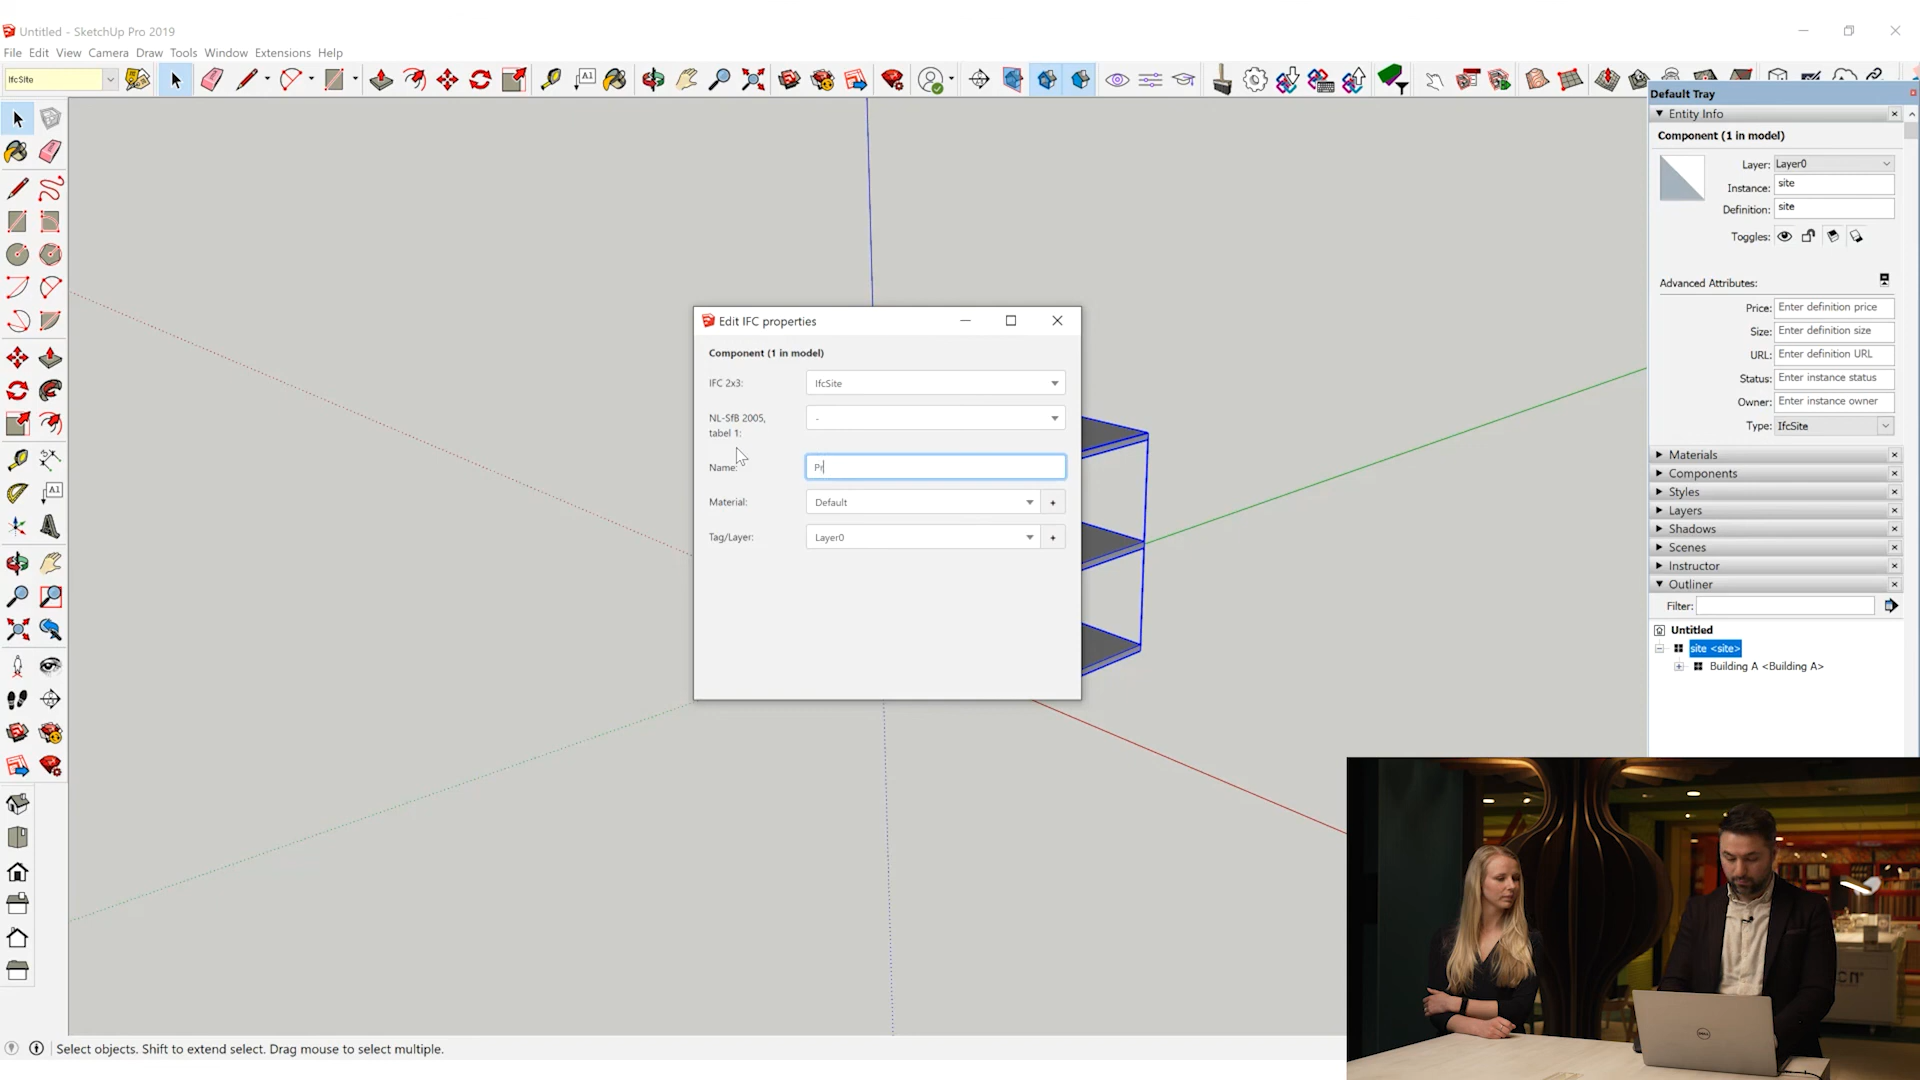 Untitled - SketchUp Pro 2019
File Edit View Camera Draw Tools Window Extensions Help
IfcSite
A1
Default Tray
Entity Info
Component (1 in model)
Layer: Layer0
Instance: site
Definition: site
Toggles:
Advanced Attributes:
Price: Enter definition price
Size: Enter definition size
URL: Enter definition URL
Status: Enter instance status
Owner: Enter instance owner
Type: IfcSite
Materials
Components
Styles
Layers
Shadows
Scenes
Instructor
Outliner
Filter:
Untitled
site <site>
Building A <Building A>
Edit IFC properties
Component (1 in model)
IFC 2x3: IfcSite
NL-SfB 2005, tabel 1: -
Name: Pr
Material: Default +
Tag/Layer: Layer0 +
A1
Select objects. Shift to extend select. Drag mouse to select multiple.
DELL